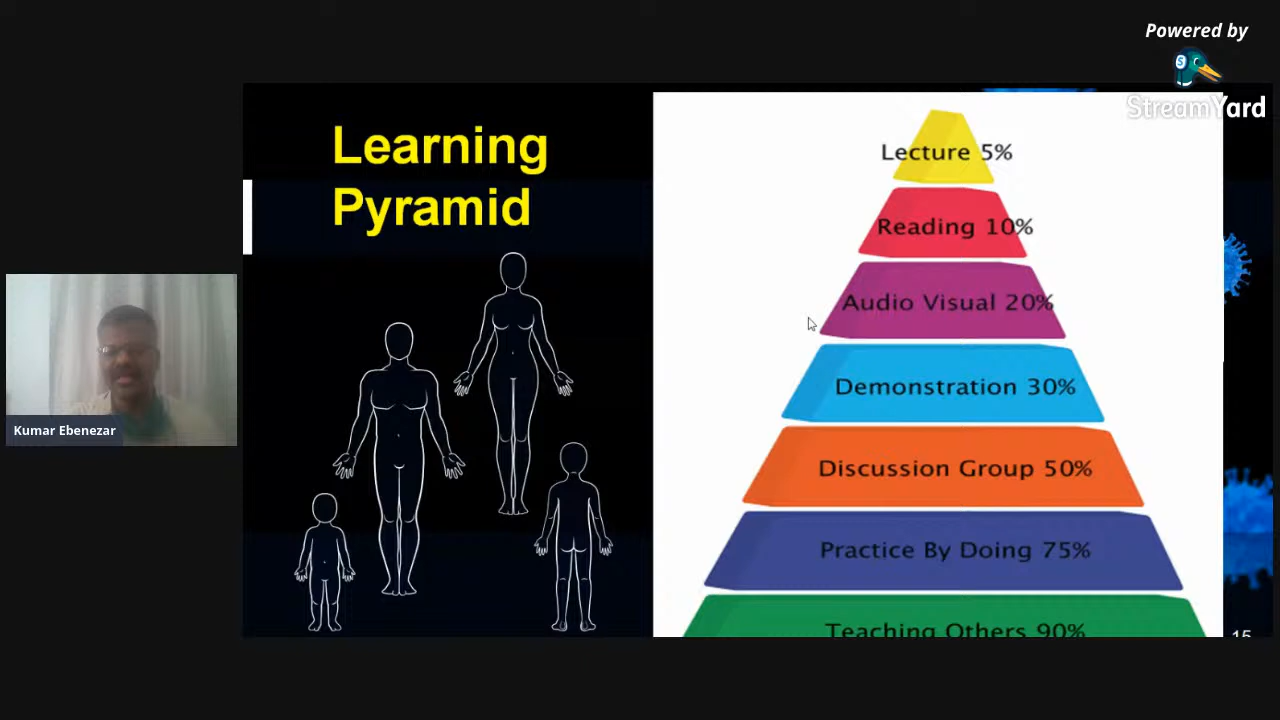 Powered by
StreamYard
Learning
Pyramid
Lecture 5%
Reading 10%
Audio Visual 20%
Demonstration 30%
Discussion Group 50%
Practice By Doing 75%
Teaching Others 90%
Kumar Ebenezar
15